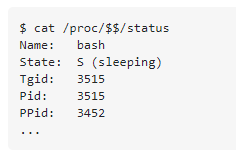 $ cat /proc/$$/status
Name:   bash
State:  S (sleeping)
Tgid:   3515
Pid:    3515
PPid:   3452
...